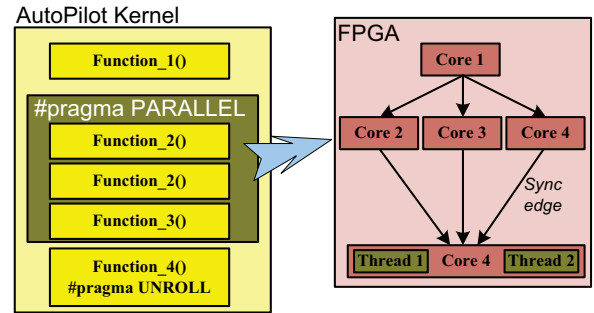 AutoPilot Kernel
Function_1()
#pragma PARALLEL
Function_2()
Function_2()
Function_3()
Function_4()
#pragma UNROLL
FPGA
Core 1
Core 2
Core 3
Core 4
Sync
edge
Thread 1
Core 4
Thread 2